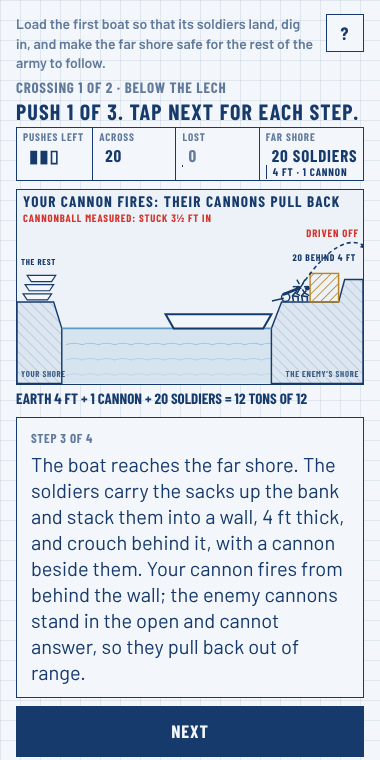 Load the first boat so that its soldiers land, dig
in, and make the far shore safe for the rest of the
army to follow.
?
CROSSING 1 OF 2 · BELOW THE LECH
PUSH 1 OF 3. TAP NEXT FOR EACH STEP.
PUSHES LEFT
ACROSS
20
LOST
0
FAR SHORE
20 SOLDIERS
4 FT · 1 CANNON
YOUR CANNON FIRES: THEIR CANNONS PULL BACK
CANNONBALL MEASURED: STUCK 3½ FT IN
DRIVEN OFF
THE REST
20 BEHIND 4 FT
YOUR SHORE
THE ENEMY'S SHORE
EARTH 4 FT + 1 CANNON + 20 SOLDIERS = 12 TONS OF 12
STEP 3 OF 4
The boat reaches the far shore. The
soldiers carry the sacks up the bank
and stack them into a wall, 4 ft thick,
and crouch behind it, with a cannon
beside them. Your cannon fires from
behind the wall; the enemy cannons
stand in the open and cannot
answer, so they pull back out of
range.
NEXT